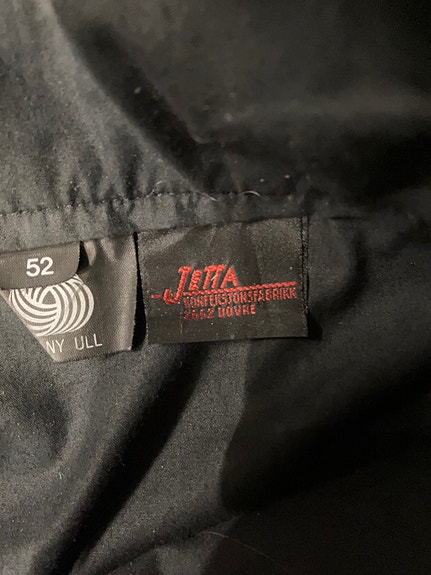 52
NY ULL
JETTA
KONFEKSJONSFABRIKK
2662 DOVRE